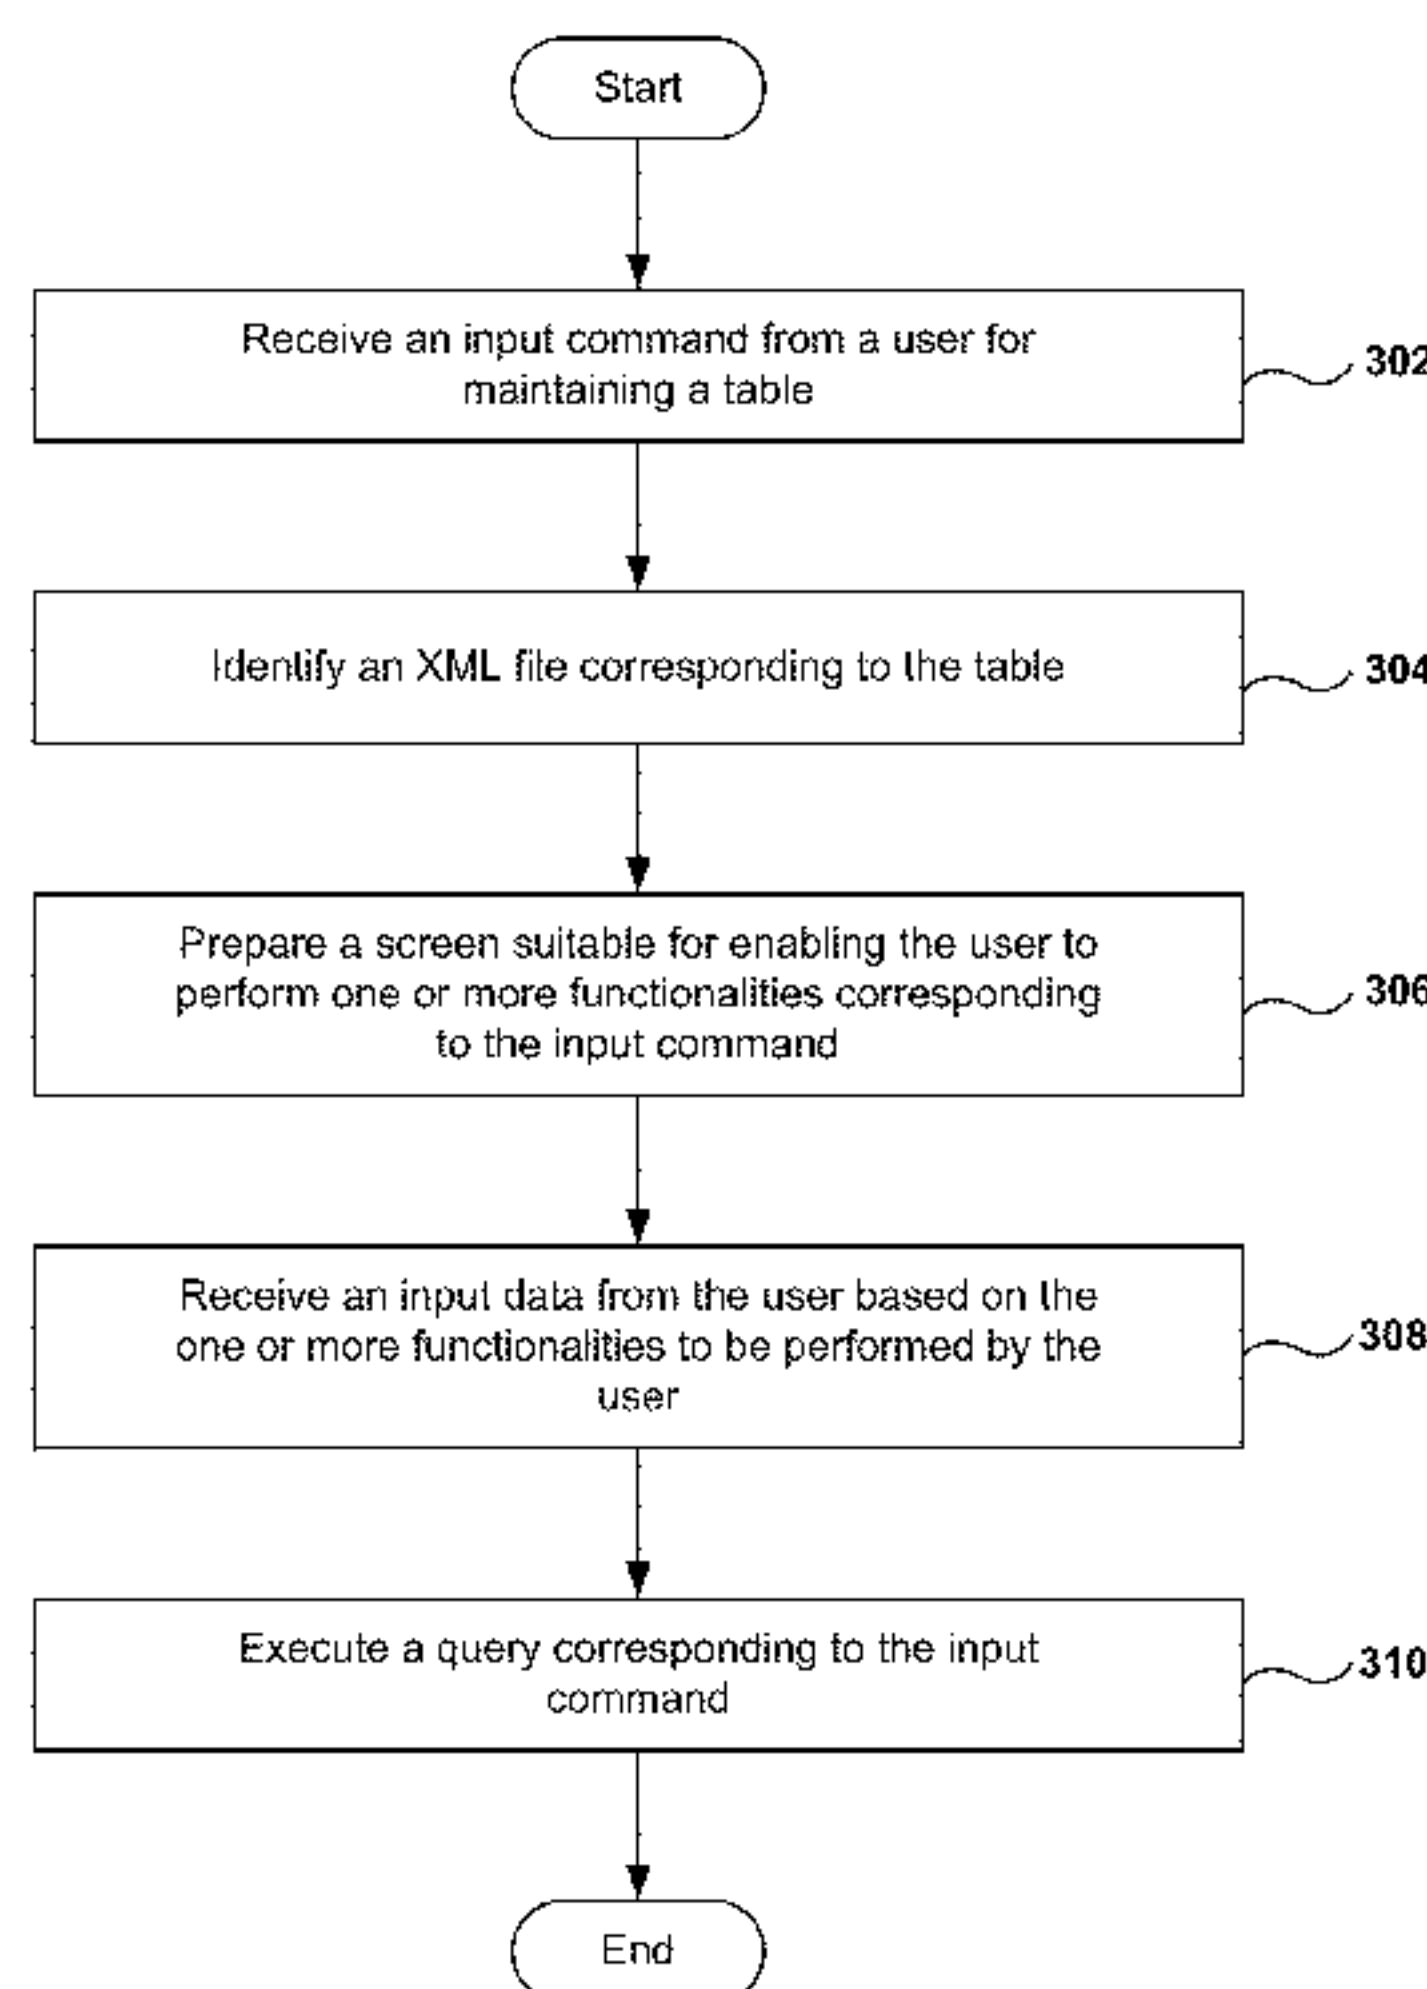 Start
Receive an input command from a user for
maintaining a table
302
Identify an XML file corresponding to the table
304
Prepare a screen suitable for enabling the user to
perform one or more functionalities corresponding
to the input command
306
Receive an input data from the user based on the
one or more functionalities to be performed by the
user
308
Execute a query corresponding to the input
command
310
End